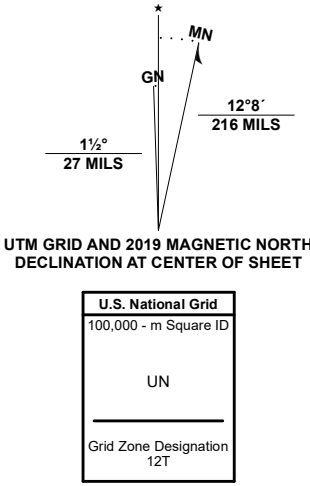 ★
MN
GN
12°8´
216 MILS
1½°
27 MILS
UTM GRID AND 2019 MAGNETIC NORTH
DECLINATION AT CENTER OF SHEET
U.S. National Grid
100,000 - m Square ID
UN
Grid Zone Designation
12T